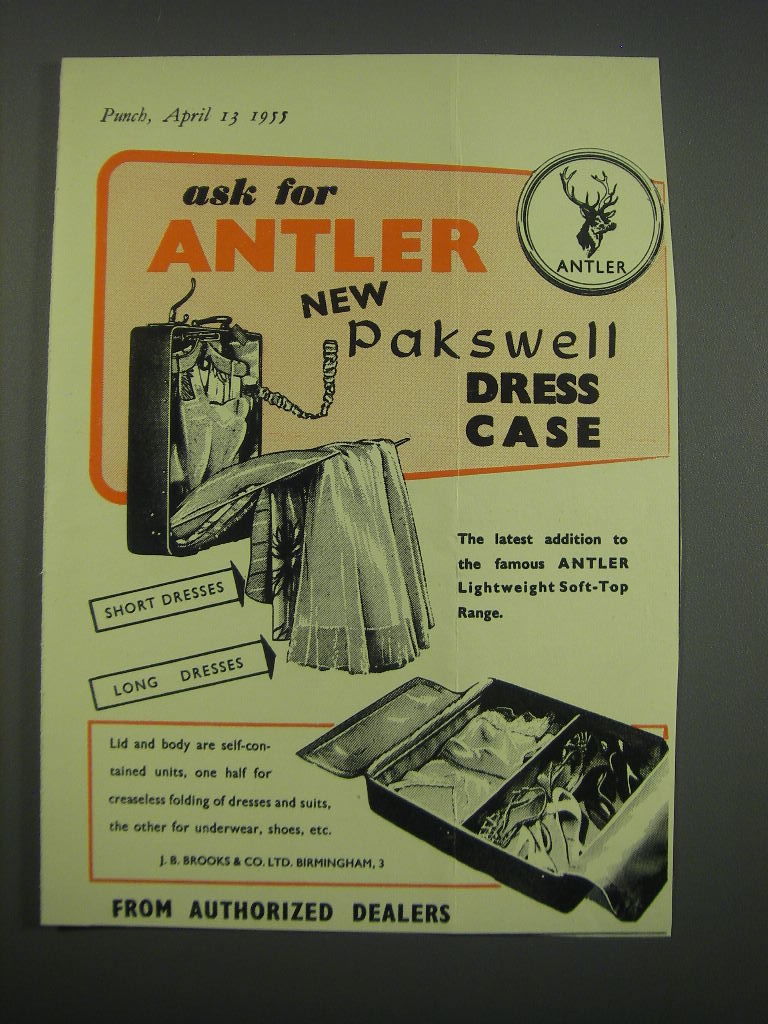 Punch, April 13 1955
ask for
ANTLER
ANTLER
NEW
Pakswell
DRESS
CASE
The latest addition to
the famous ANTLER
Lightweight Soft-Top
Range.
SHORT DRESSES
LONG DRESSES
Lid and body are self-con-
tained units, one half for
creaseless folding of dresses and suits,
the other for underwear, shoes, etc.
J. B. BROOKS & CO. LTD. BIRMINGHAM, 3
FROM AUTHORIZED DEALERS